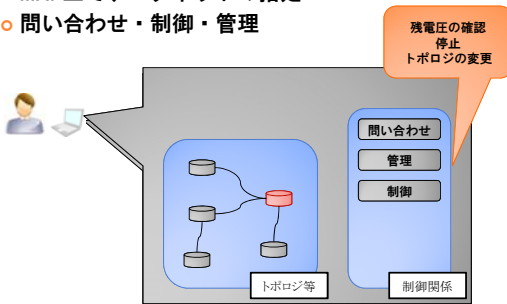 問い合わせ・制御・管理
残電圧の確認
停止
トポロジの変更
問い合わせ
管理
制御
トポロジ等
制御関係